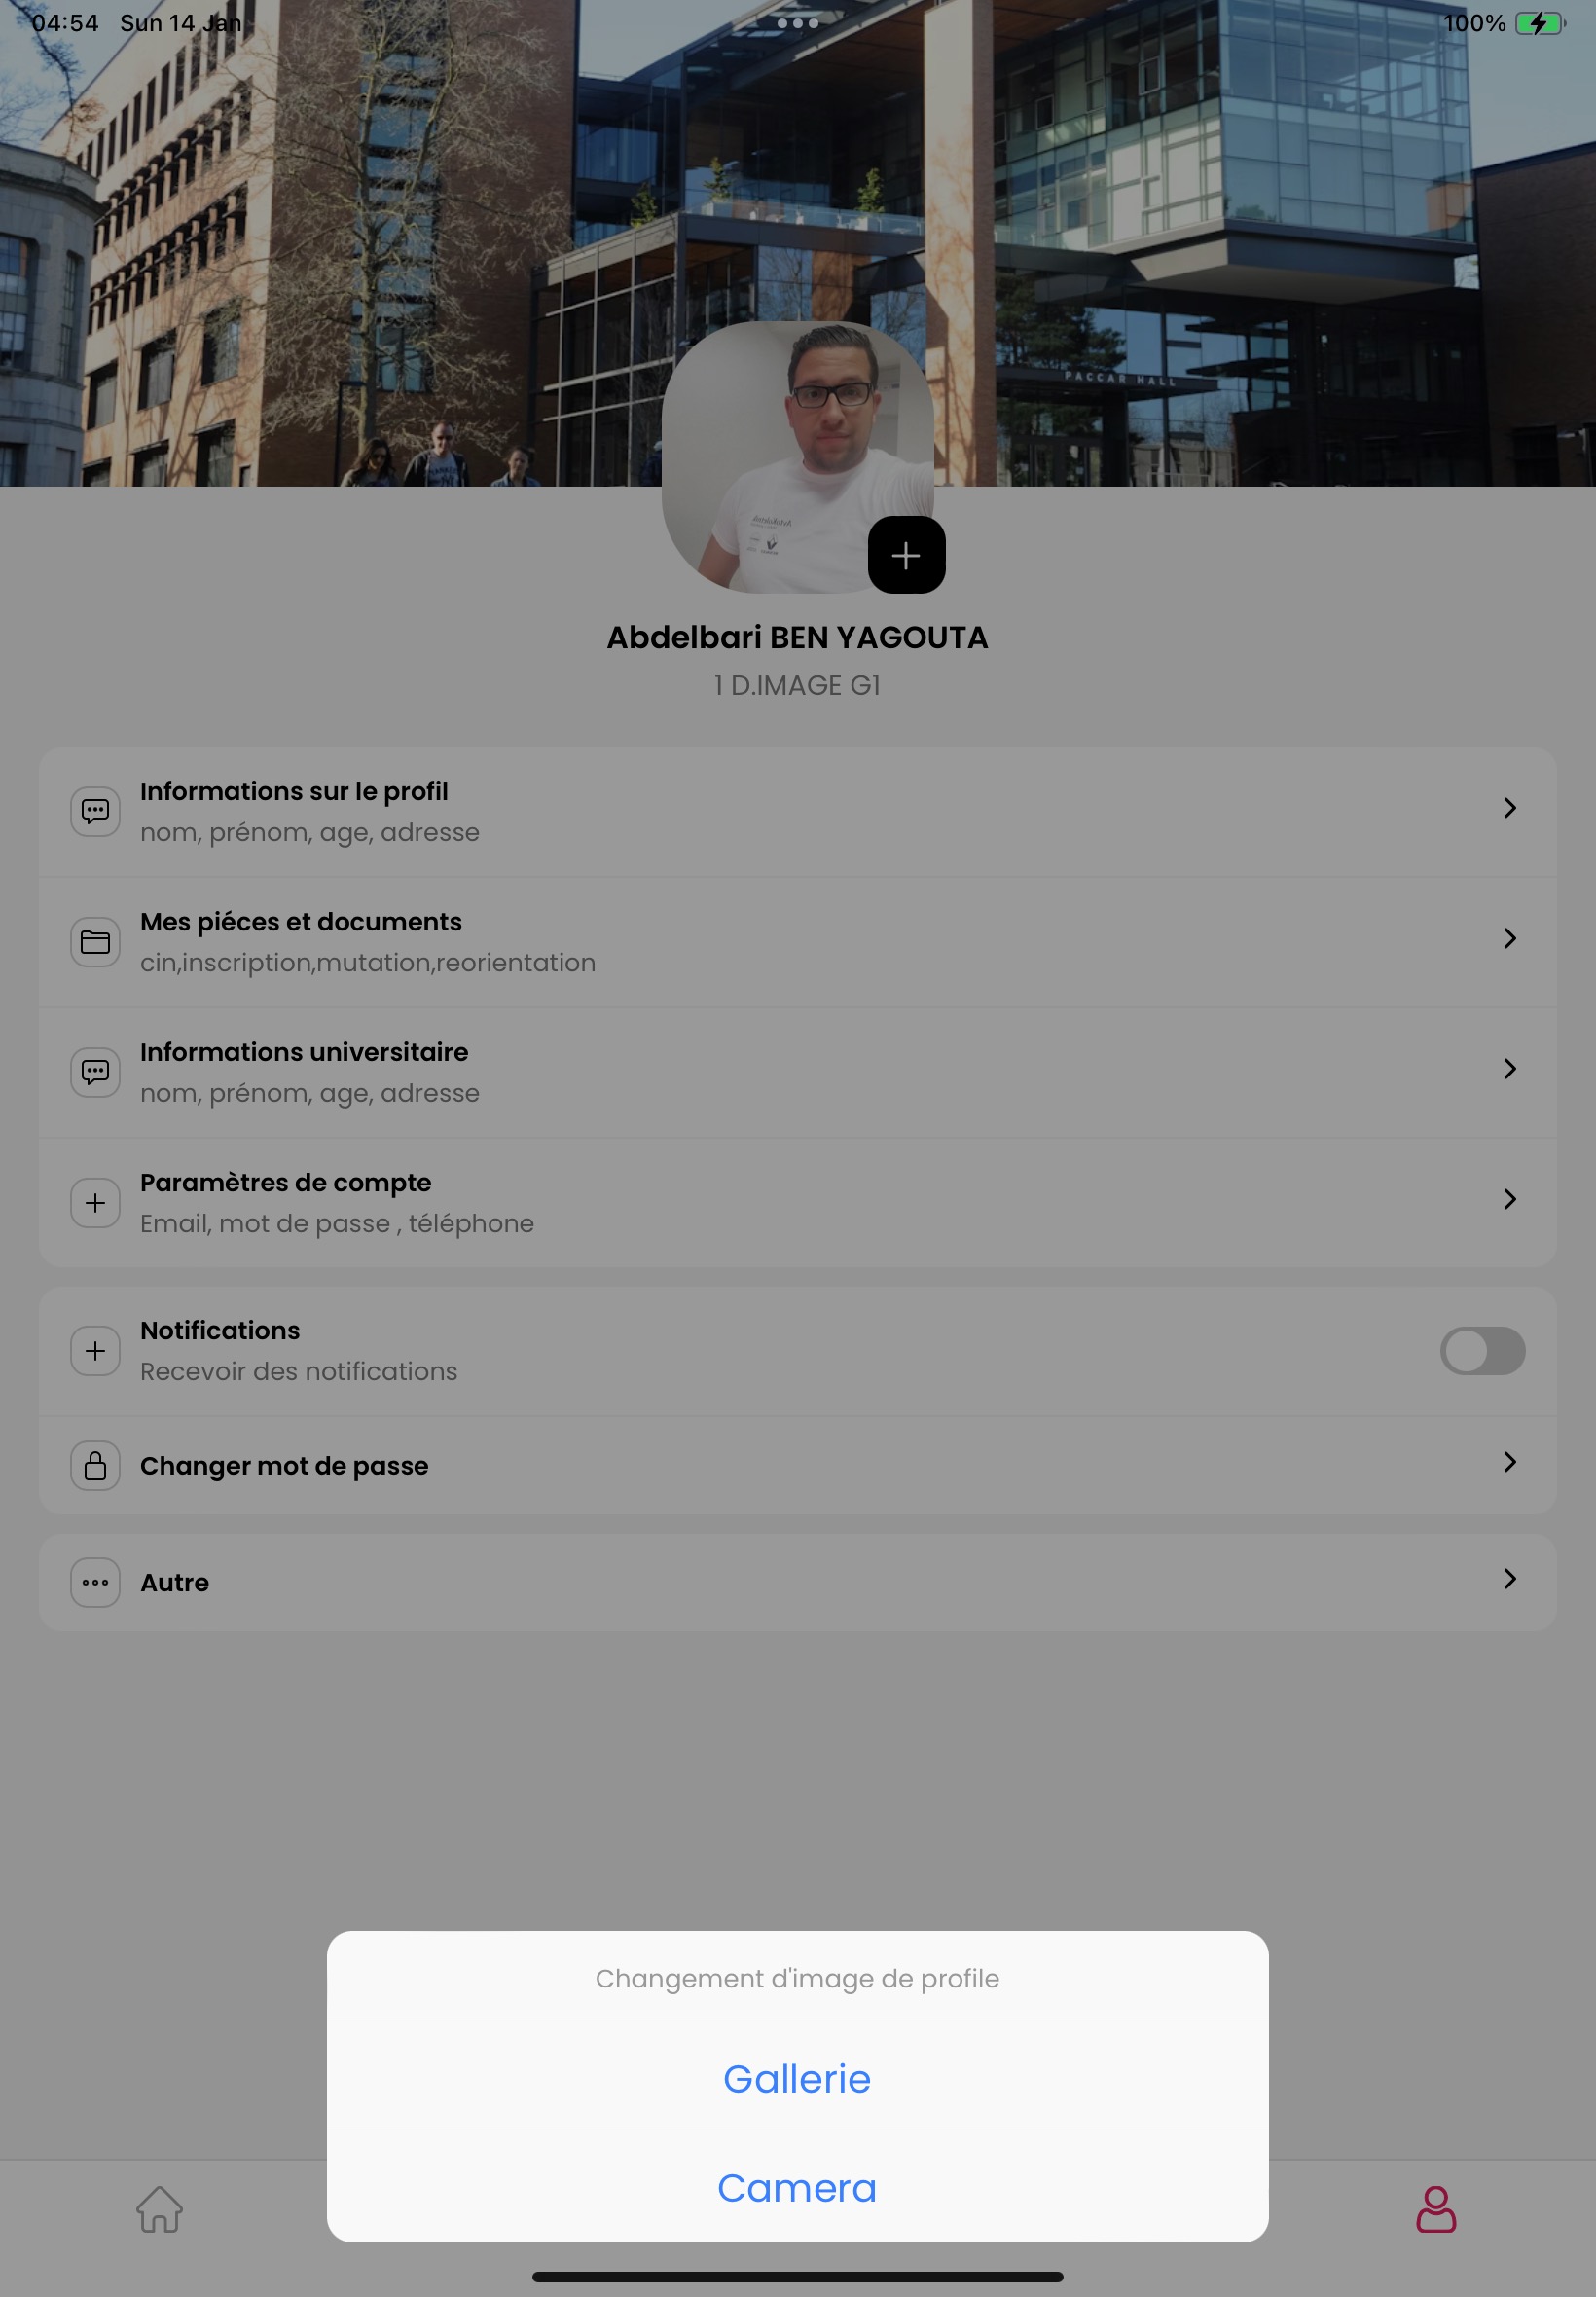 04:54 Sun 14 Jan
100%
PACCAR HALL
Abdelbari BEN YAGOUTA
1 D.IMAGE G1
Informations sur le profil
nom, prénom, age, adresse
Mes piéces et documents
cin,inscription,mutation,reorientation
Informations universitaire
nom, prénom, age, adresse
Paramètres de compte
Email, mot de passe , téléphone
Notifications
Recevoir des notifications
Changer mot de passe
Autre
Changement d'image de profile
Gallerie
Camera